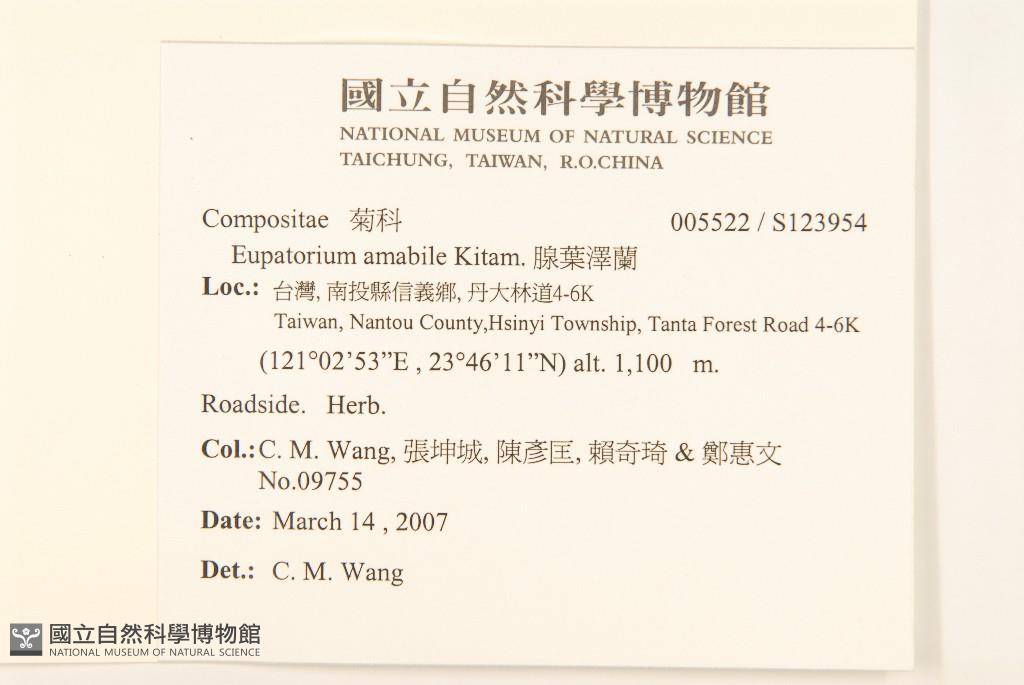 國立自然科學博物館
NATIONAL MUSEUM OF NATURAL SCIENCE
TAICHUNG, TAIWAN, R.O.CHINA
Compositae 菊科 005522 / S123954
Eupatorium amabile Kitam. 腺葉澤蘭
Loc.: 台灣, 南投縣信義鄉, 丹大林道4-6K
Taiwan, Nantou County,Hsinyi Township, Tanta Forest Road 4-6K
(121°02’53”E , 23°46’11”N) alt. 1,100 m.
Roadside. Herb.
Col.: C. M. Wang, 張坤城, 陳彥匡, 賴奇琦 & 鄭惠文
No.09755
Date: March 14 , 2007
Det.: C. M. Wang
國立自然科學博物館
NATIONAL MUSEUM OF NATURAL SCIENCE